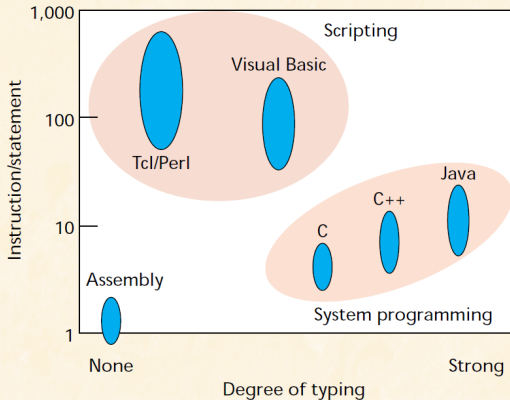 1,000
Scripting
Visual Basic
100
Tcl/Perl
Java
C++
10
C
Assembly
System programming
1
None
Strong
Degree of typing
Instruction/statement